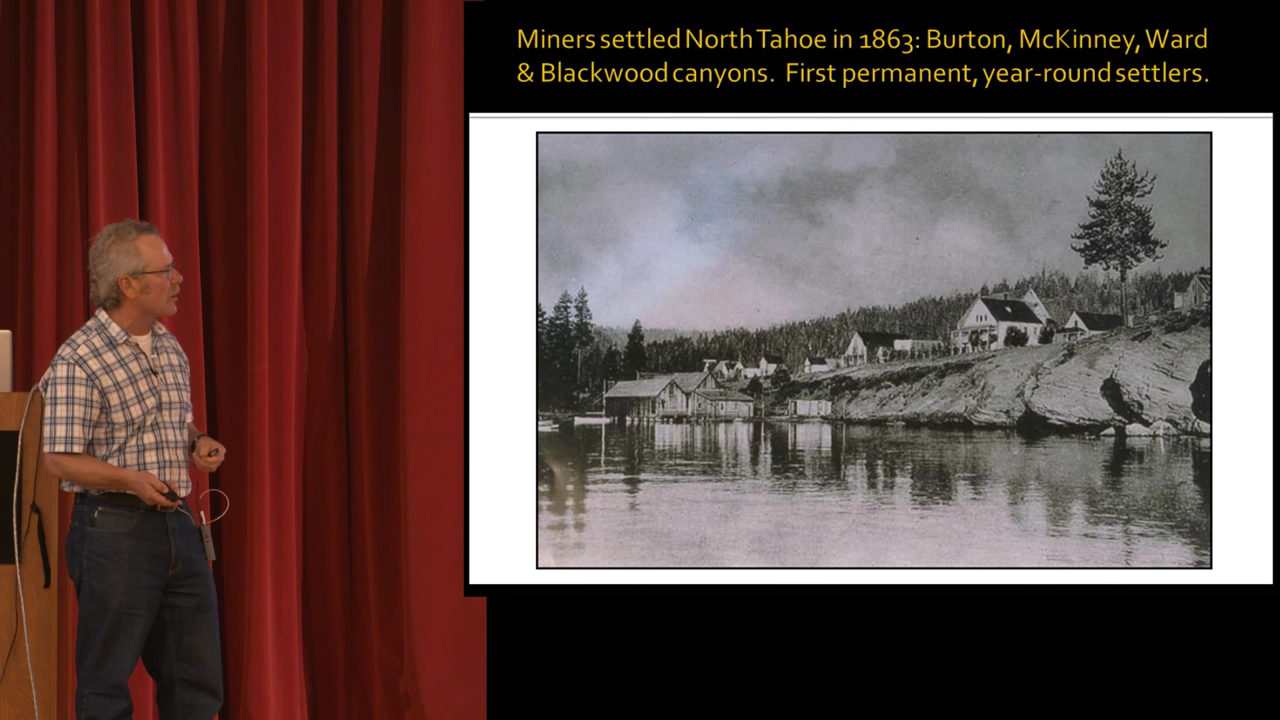 Miners settled North Tahoe in 1863: Burton, McKinney, Ward
& Blackwood canyons. First permanent, year-round settlers.